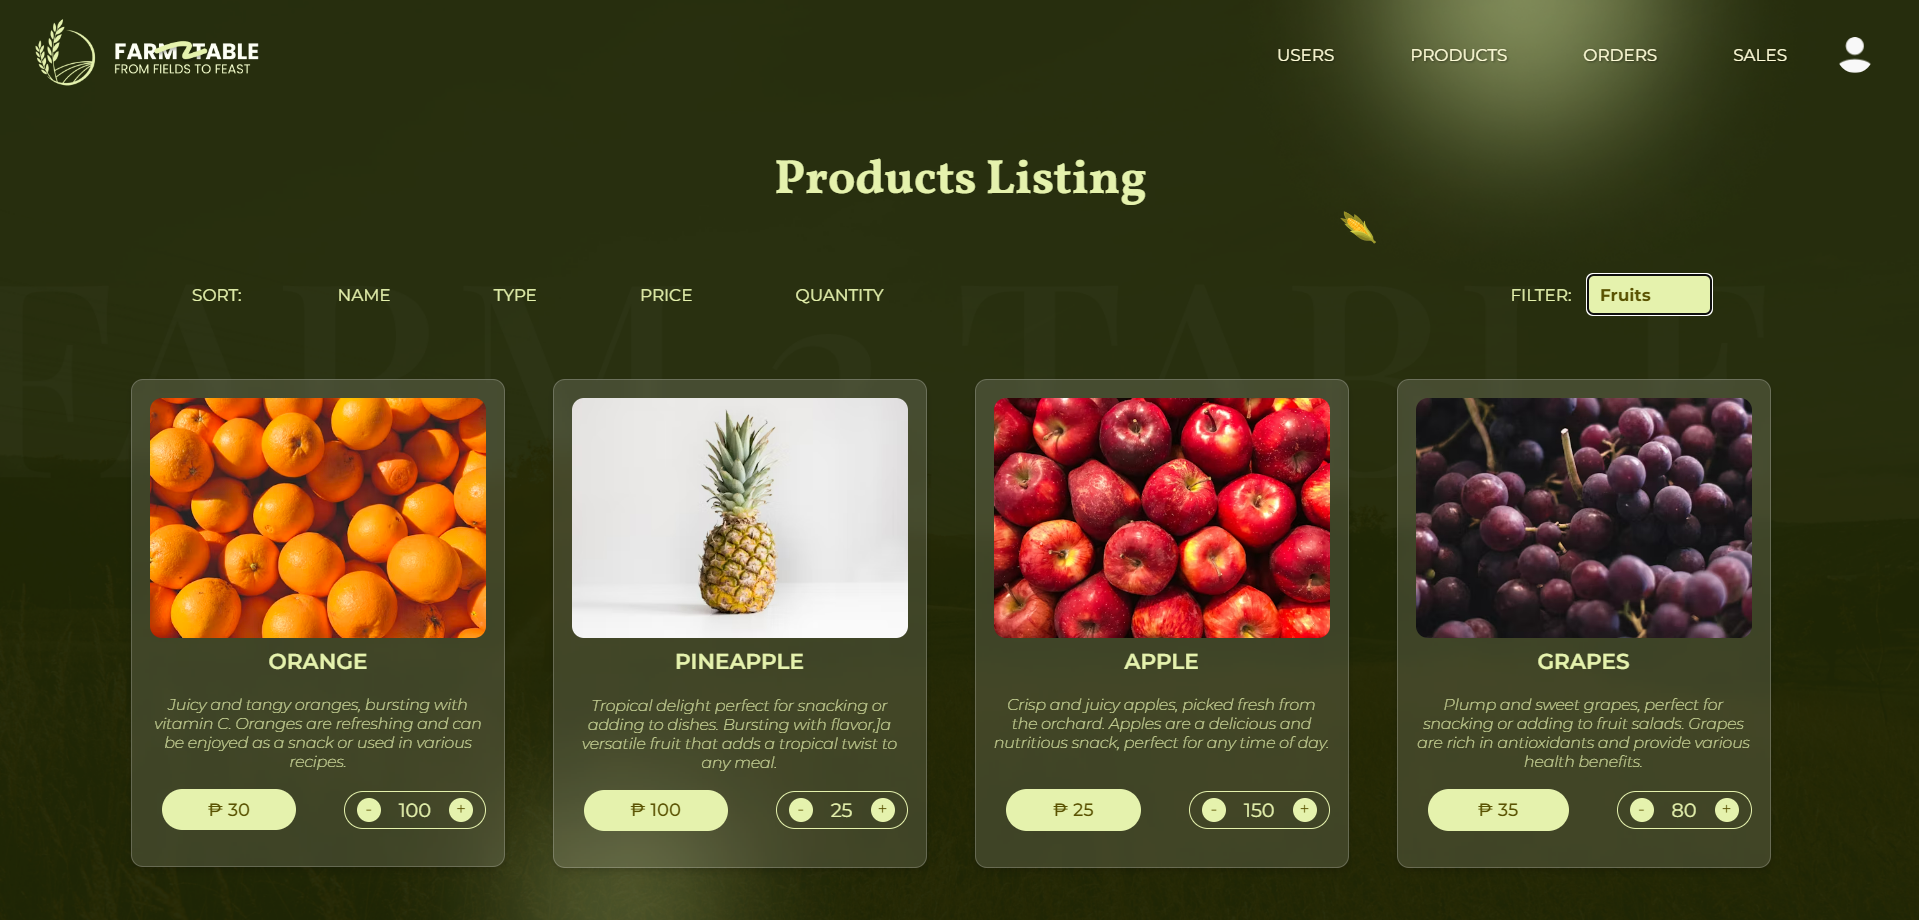 FARM 2 TABLE
FROM FIELDS TO FEAST
USERS PRODUCTS ORDERS SALES
Products Listing
FARM 2 TABLE
SORT: NAME TYPE PRICE QUANTITY FILTER: Fruits
ORANGE
Juicy and tangy oranges, bursting with
vitamin C. Oranges are refreshing and can
be enjoyed as a snack or used in various
recipes.
₱ 30 - 100 +
PINEAPPLE
Tropical delight perfect for snacking or
adding to dishes. Bursting with flavor,]a
versatile fruit that adds a tropical twist to
any meal.
₱ 100 - 25 +
APPLE
Crisp and juicy apples, picked fresh from
the orchard. Apples are a delicious and
nutritious snack, perfect for any time of day.
₱ 25 - 150 +
GRAPES
Plump and sweet grapes, perfect for
snacking or adding to fruit salads. Grapes
are rich in antioxidants and provide various
health benefits.
₱ 35 - 80 +